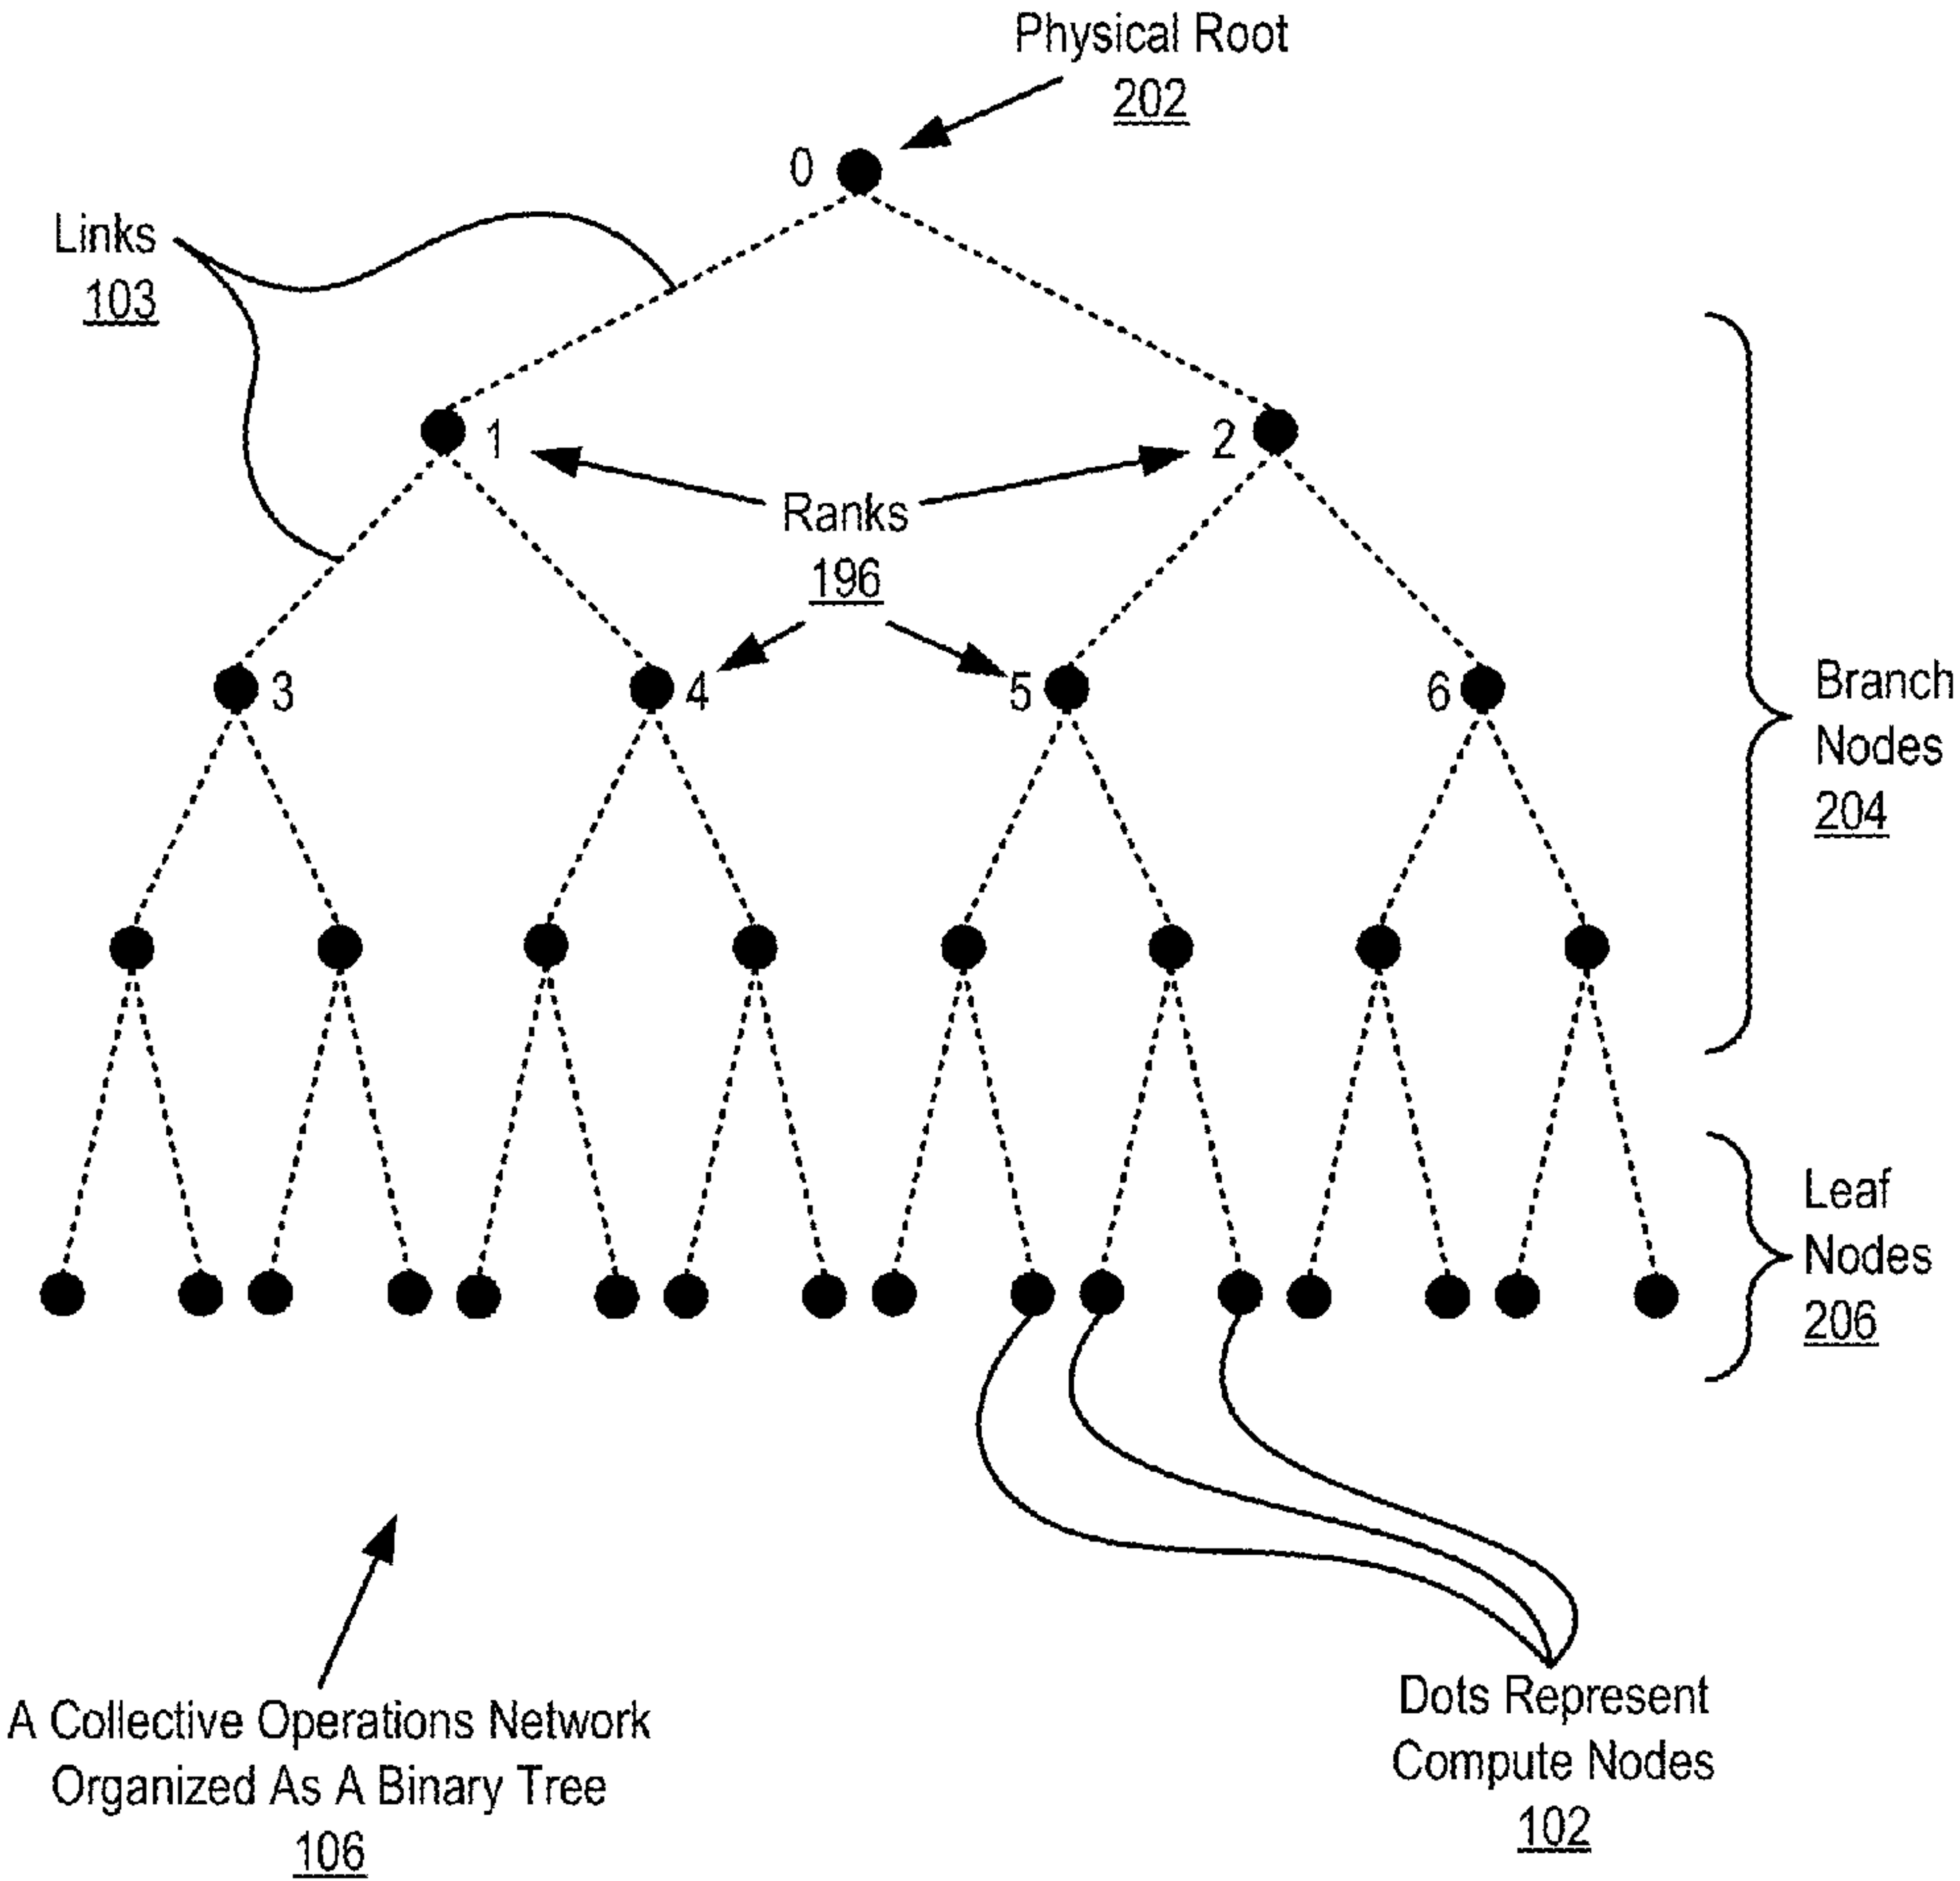 Physical Root
202
0
Links
103
1
2
Ranks
196
3
4
5
6
Branch
Nodes
204
Leaf
Nodes
206
Dots Represent
Compute Nodes
102
A Collective Operations Network
Organized As A Binary Tree
106